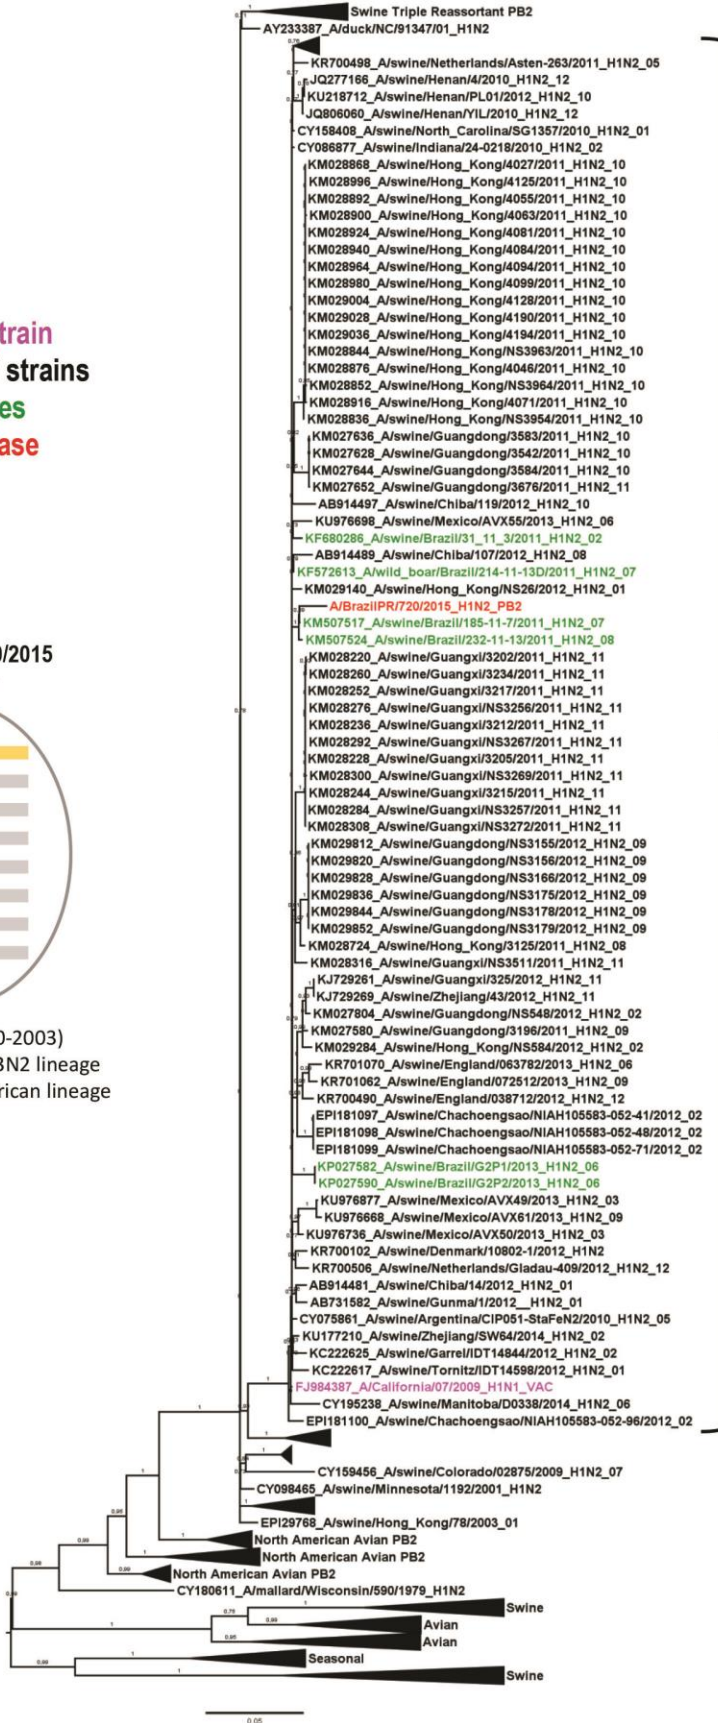 Swine Triple Reassortant PB2
AY233387_A/duck/NC/91347/01_H1N2
KR700498_A/swine/Netherlands/Asten-263/2011_H1N2_05
JQ277166_A/swine/Henan/4/2010_H1N2_12
KU218712_A/swine/Henan/PL01/2012_H1N2_10
JQ806060_A/swine/Henan/YIL/2010_H1N2_12
CY158408_A/swine/North_Carolina/SG1357/2010_H1N2_01
CY086877_A/swine/Indiana/24-0218/2010_H1N2_02
KM028868_A/swine/Hong_Kong/4027/2011_H1N2_10
KM028996_A/swine/Hong_Kong/4125/2011_H1N2_10
KM028892_A/swine/Hong_Kong/4055/2011_H1N2_10
KM028900_A/swine/Hong_Kong/4063/2011_H1N2_10
KM028924_A/swine/Hong_Kong/4081/2011_H1N2_10
KM028940_A/swine/Hong_Kong/4084/2011_H1N2_10
KM028964_A/swine/Hong_Kong/4094/2011_H1N2_10
KM028980_A/swine/Hong_Kong/4099/2011_H1N2_10
KM029004_A/swine/Hong_Kong/4128/2011_H1N2_10
KM029028_A/swine/Hong_Kong/4190/2011_H1N2_10
KM029036_A/swine/Hong_Kong/4194/2011_H1N2_10
train
KM028844_A/swine/Hong_Kong/NS3963/2011_H1N2_10
strains
KM028876_A/swine/Hong_Kong/4046/2011_H1N2_10
KM028852_A/swine/Hong_Kong/NS3964/2011_H1N2_10
es
KM028916_A/swine/Hong_Kong/4071/2011_H1N2_10
KM028836_A/swine/Hong_Kong/NS3954/2011_H1N2_10
ase
KM027636_A/swine/Guangdong/3583/2011_H1N2_10
KM027628_A/swine/Guangdong/3542/2011_H1N2_10
KM027644_A/swine/Guangdong/3584/2011_H1N2_10
KM027652_A/swine/Guangdong/3676/2011_H1N2_11
AB914497_A/swine/Chiba/119/2012_H1N2_10
KU976698_A/swine/Mexico/AVX55/2013_H1N2_06
KF680286_A/swine/Brazil/31_11_3/2011_H1N2_02
AB914489_A/swine/Chiba/107/2012_H1N2_08
KF572613_A/wild_boar/Brazil/214-11-13D/2011_H1N2_07
KM029140_A/swine/Hong_Kong/NS26/2012_H1N2_01
A/BrazilPR/720/2015_H1N2_PB2
KM507517_A/swine/Brazil/185-11-7/2011_H1N2_07
KM507524_A/swine/Brazil/232-11-13/2011_H1N2_08
0/2015
KM028220_A/swine/Guangxi/3202/2011_H1N2_11
KM028260_A/swine/Guangxi/3234/2011_H1N2_11
KM028252_A/swine/Guangxi/3217/2011_H1N2_11
KM028276_A/swine/Guangxi/NS3256/2011_H1N2_11
KM028236_A/swine/Guangxi/3212/2011_H1N2_11
KM028292_A/swine/Guangxi/NS3267/2011_H1N2_11
KM028228_A/swine/Guangxi/3205/2011_H1N2_11
KM028300_A/swine/Guangxi/NS3269/2011_H1N2_11
KM028244_A/swine/Guangxi/3215/2011_H1N2_11
KM028284_A/swine/Guangxi/NS3257/2011_H1N2_11
KM028308_A/swine/Guangxi/NS3272/2011_H1N2_11
KM029812_A/swine/Guangdong/NS3155/2012_H1N2_09
KM029820_A/swine/Guangdong/NS3156/2012_H1N2_09
KM029828_A/swine/Guangdong/NS3166/2012_H1N2_09
KM029836_A/swine/Guangdong/NS3175/2012_H1N2_09
KM029844_A/swine/Guangdong/NS3178/2012_H1N2_09
KM029852_A/swine/Guangdong/NS3179/2012_H1N2_09
KM028724_A/swine/Hong_Kong/3125/2011_H1N2_08
KM028316_A/swine/Guangxi/NS3511/2011_H1N2_11
KJ729261_A/swine/Guangxi/325/2012_H1N2_11
KJ729269_A/swine/Zhejiang/43/2012_H1N2_11
KM027804_A/swine/Guangdong/NS548/2012_H1N2_02
KM027580_A/swine/Guangdong/3196/2011_H1N2_09
0-2003)
KM029284_A/swine/Hong_Kong/NS584/2012_H1N2_02
3N2 lineage
KR701070_A/swine/England/063782/2013_H1N2_06
KR701062_A/swine/England/072512/2013_H1N2_09
rican lineage
KR700490_A/swine/England/038712/2012_H1N2_12
EPI181097_A/swine/Chachoengsao/NIAH105583-052-41/2012_02
EPI181098_A/swine/Chachoengsao/NIAH105583-052-48/2012_02
EPI181099_A/swine/Chachoengsao/NIAH105583-052-71/2012_02
KP027582_A/swine/Brazil/G2P1/2013_H1N2_06
KP027590_A/swine/Brazil/G2P2/2013_H1N2_06
KU976877_A/swine/Mexico/AVX49/2013_H1N2_03
KU976668_A/swine/Mexico/AVX61/2013_H1N2_09
KU976736_A/swine/Mexico/AVX50/2013_H1N2_03
KR700102_A/swine/Denmark/10802-1/2012_H1N2
KR700506_A/swine/Netherlands/Gladau-409/2012_H1N2_12
AB914481_A/swine/Chiba/14/2012_H1N2_01
AB731582_A/swine/Gunma/1/2012__H1N2_01
CY075861_A/swine/Argentina/CIP051-StaFeN2/2010_H1N2_05
KU177210_A/swine/Zhejiang/SW64/2014_H1N2_02
KC222625_A/swine/Garrel/IDT14844/2012_H1N2_02
KC222617_A/swine/Tornitz/IDT14598/2012_H1N2_01
FJ984387_A/California/07/2009_H1N1_VAC
CY195238_A/swine/Manitoba/D0338/2014_H1N2_06
EPI181100_A/swine/Chachoengsao/NIAH105583-052-96/2012_02
CY159456_A/swine/Colorado/02875/2009_H1N2_07
CY098465_A/swine/Minnesota/1192/2001_H1N2
EPI29768_A/swine/Hong_Kong/78/2003_01
North American Avian PB2
North American Avian PB2
North American Avian PB2
CY180611_A/mallard/Wisconsin/590/1979_H1N2
Swine
Avian
Avian
Seasonal
Swine
0.05